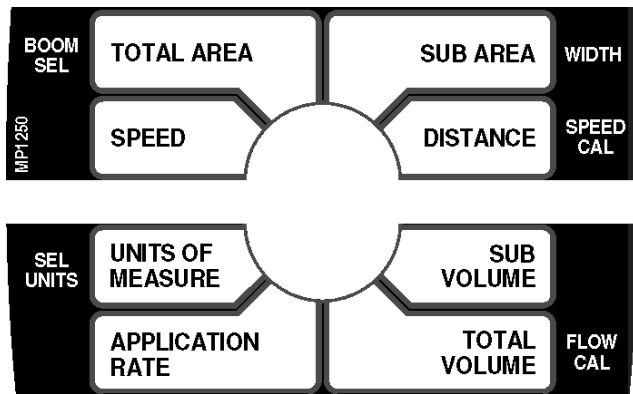 BOOM
SEL
TOTAL AREA
SUB AREA
WIDTH
MP1250
SPEED
DISTANCE
SPEED
CAL
SEL
UNITS
UNITS OF
MEASURE
SUB
VOLUME
APPLICATION
RATE
TOTAL
VOLUME
FLOW
CAL